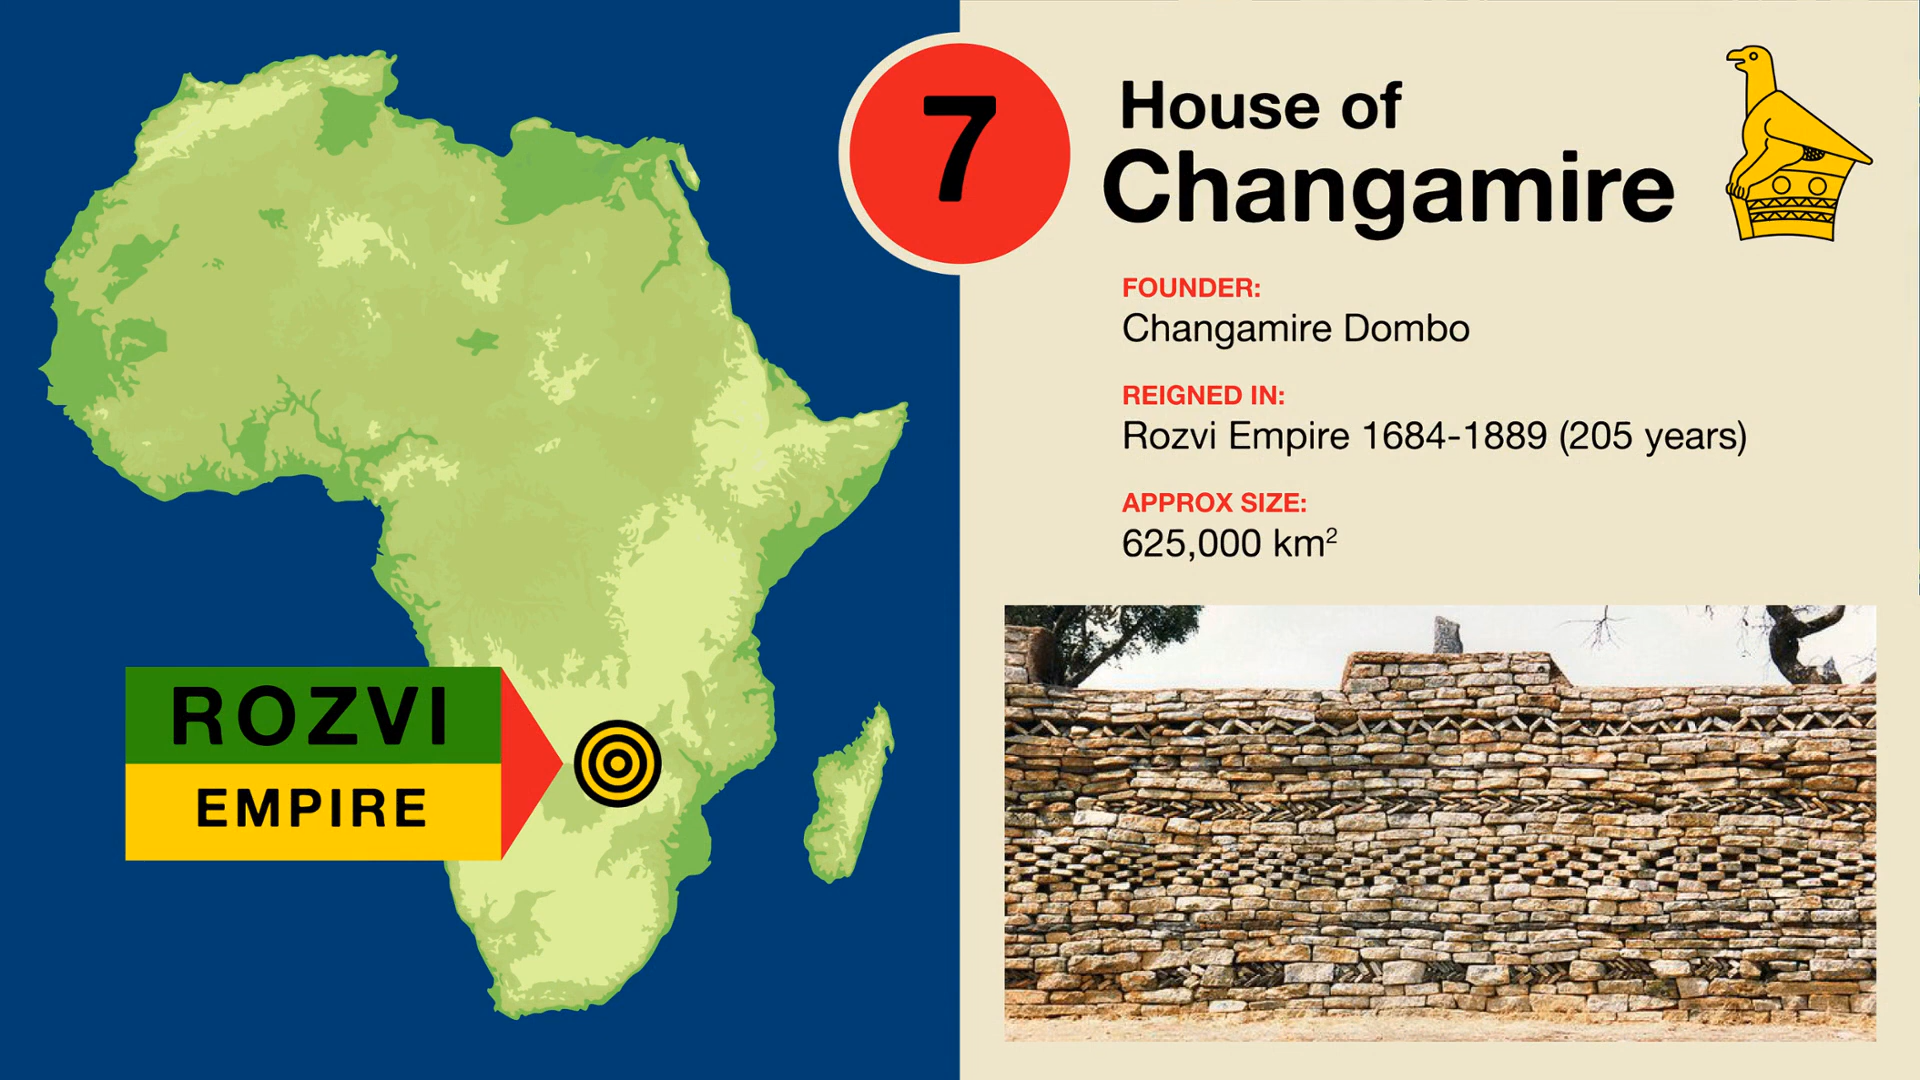 7
House of
Changamire
FOUNDER:
Changamire Dombo
REIGNED IN:
Rozvi Empire 1684-1889 (205 years)
APPROX SIZE:
625,000 km²
ROZVI
EMPIRE